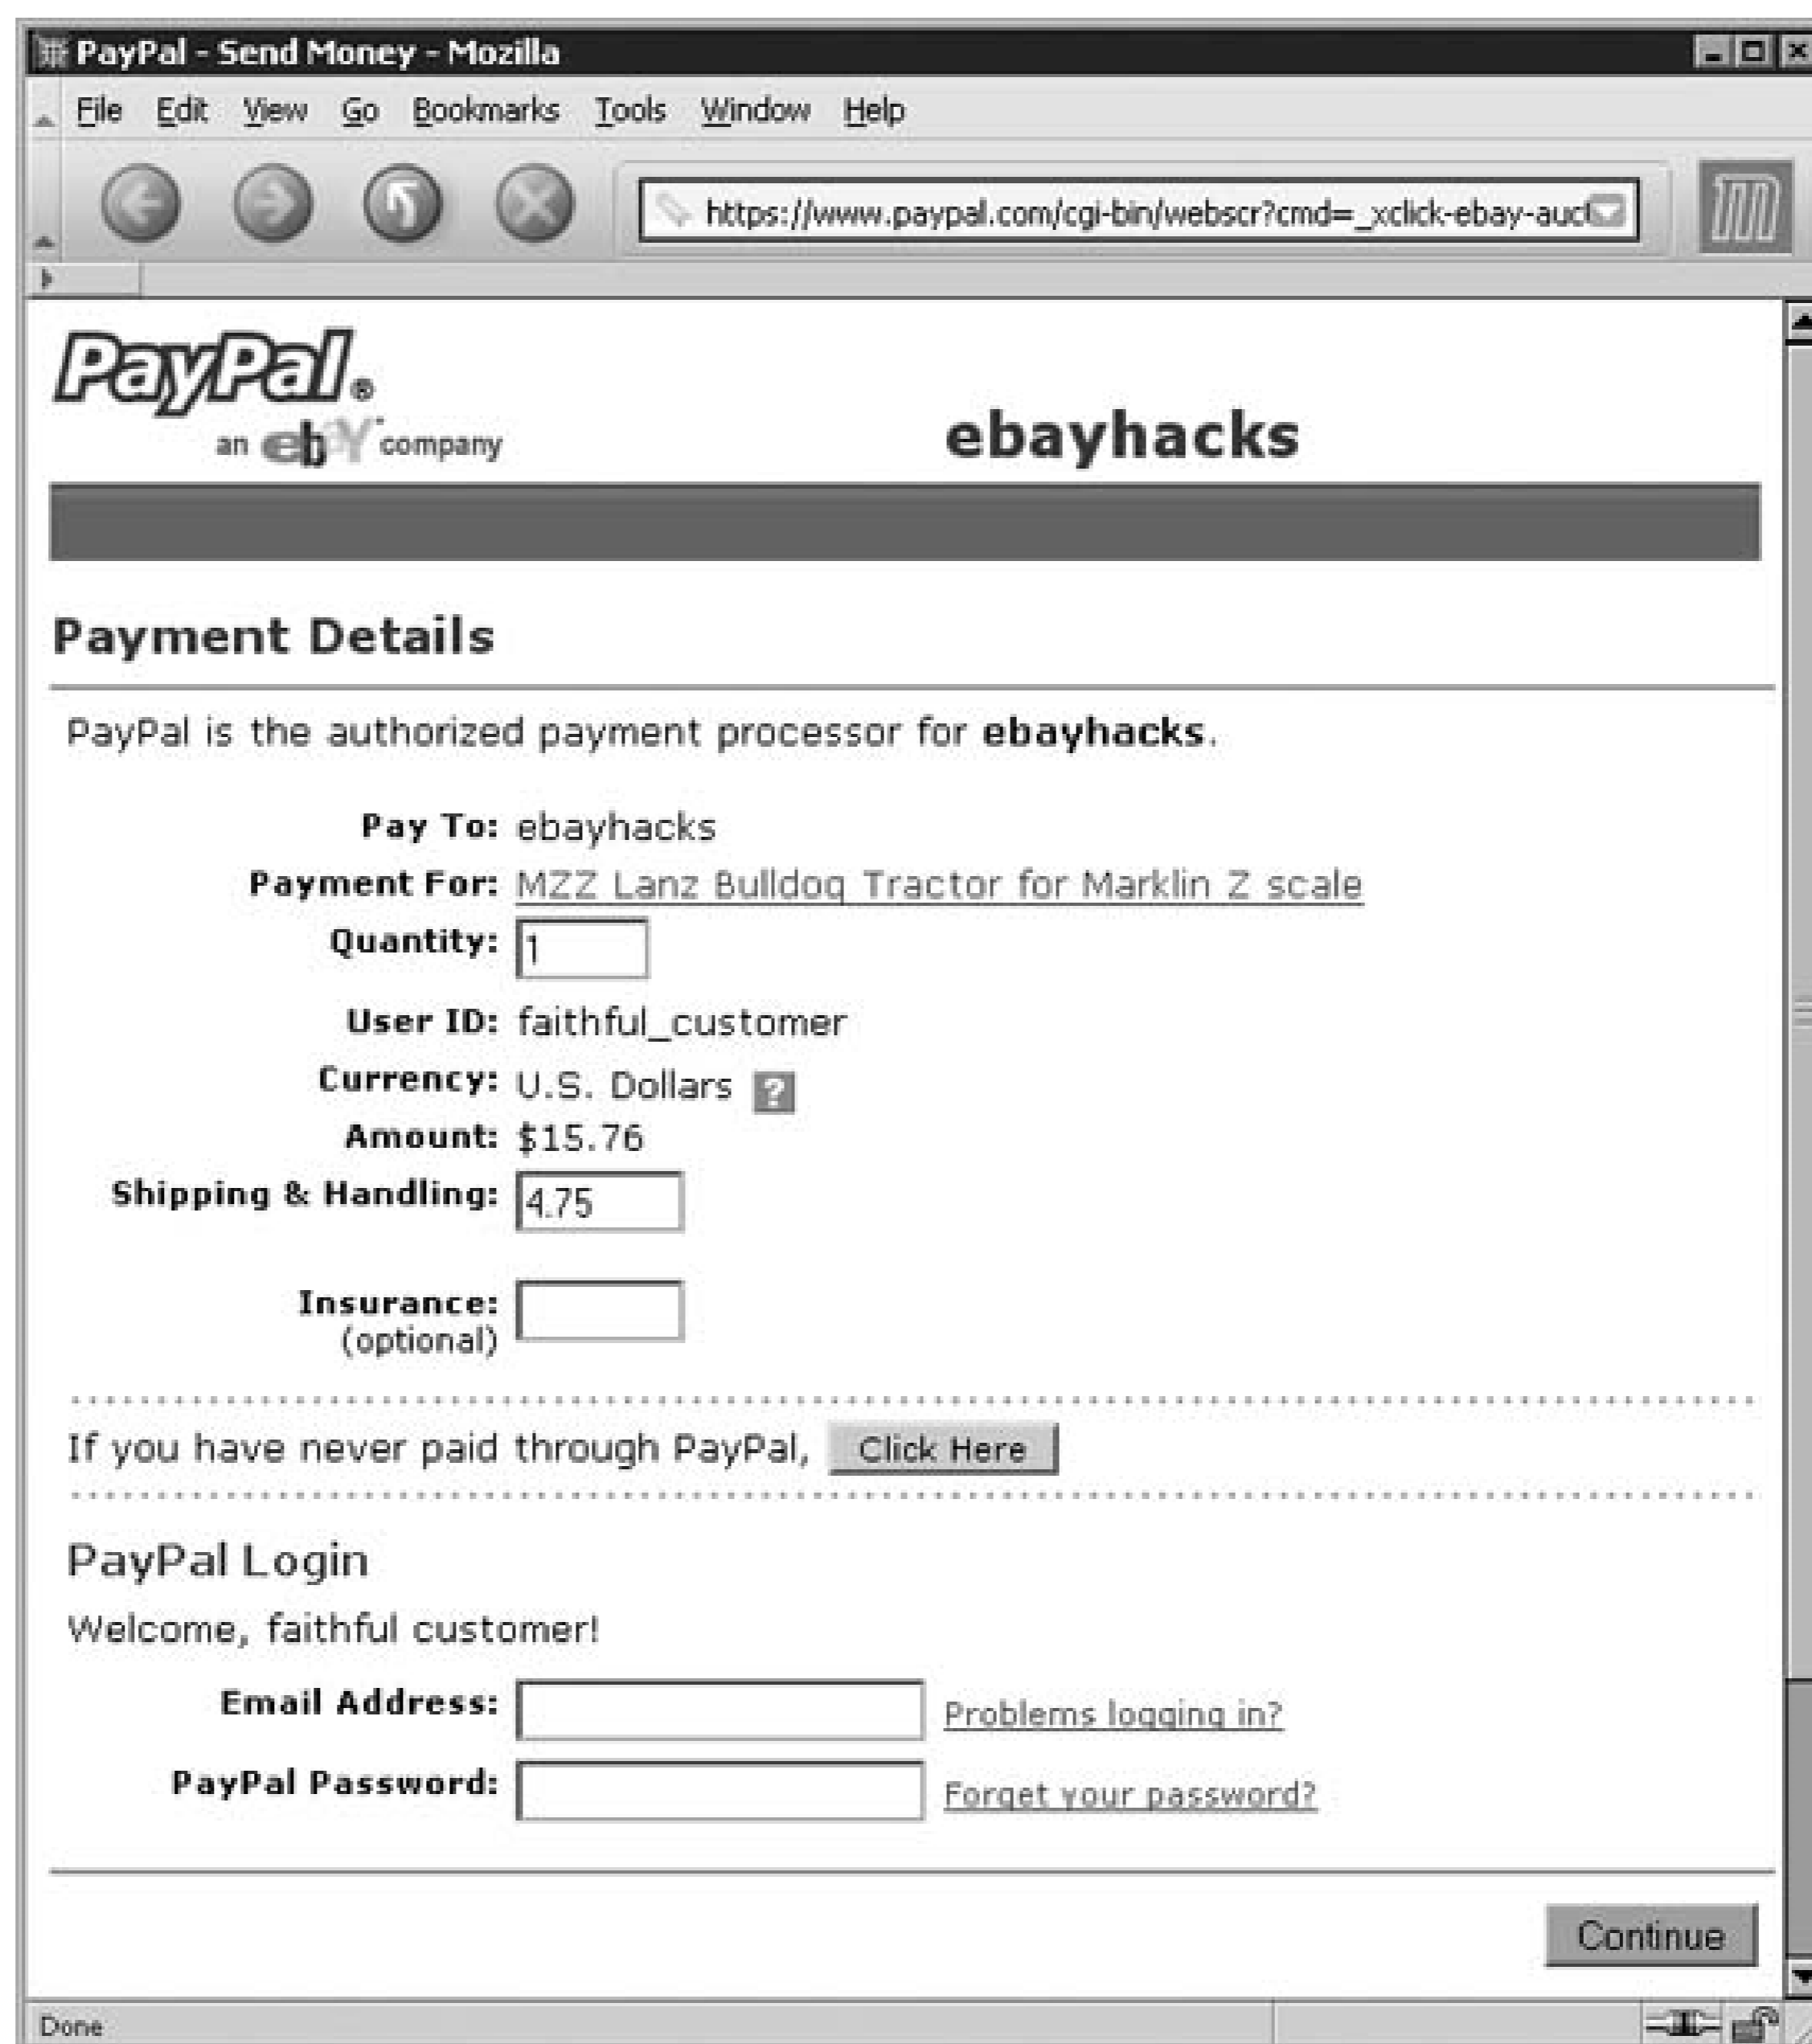 PayPal - Send Money - Mozilla
File Edit View Go Bookmarks Tools Window Help
https://www.paypal.com/cgi-bin/webscr?cmd=_xclick-ebay-auct
PayPal®
an ebaY™ company
ebayhacks
Payment Details
PayPal is the authorized payment processor for ebayhacks.
Pay To: ebayhacks
Payment For: MZZ Lanz Bulldog Tractor for Marklin Z scale
Quantity: 1
User ID: faithful_customer
Currency: U.S. Dollars ?
Amount: $15.76
Shipping & Handling: 4.75
Insurance:
(optional)
If you have never paid through PayPal, Click Here
PayPal Login
Welcome, faithful customer!
Email Address: Problems logging in?
PayPal Password: Forget your password?
Continue
Done